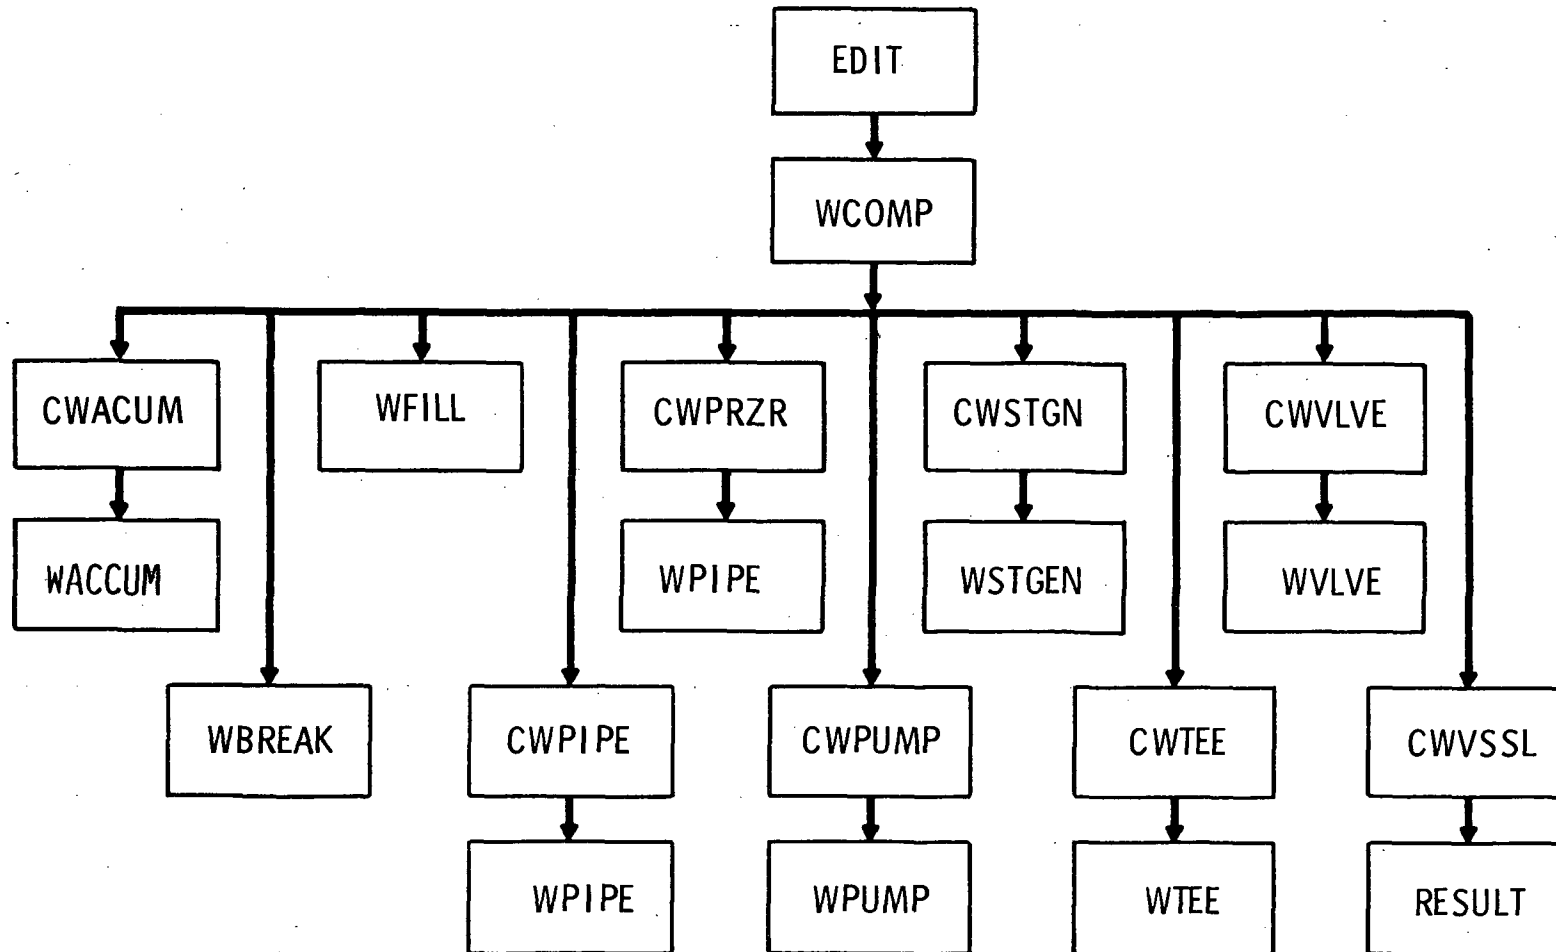 EDIT
WCOMP
CWACUM
WFILL
CWPRZR
CWSTGN
CWVLVE
WACCUM
WPIPE
WSTGEN
WVLVE
WBREAK
CWPIPE
CWPUMP
CWTEE
CWVSSL
WPIPE
WPUMP
WTEE
RESULT